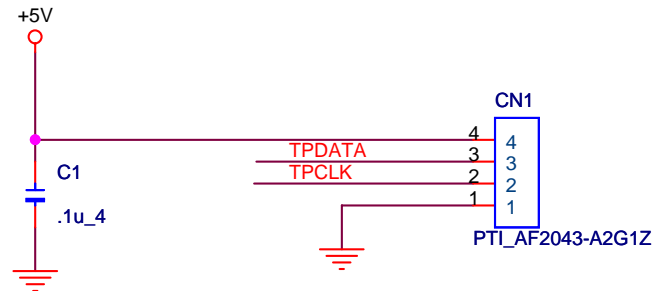 +5V
CN1
4 4
TPDATA 3 3
C1 TPCLK 2 2
1 1
.1u_4
PTI_AF2043-A2G1Z